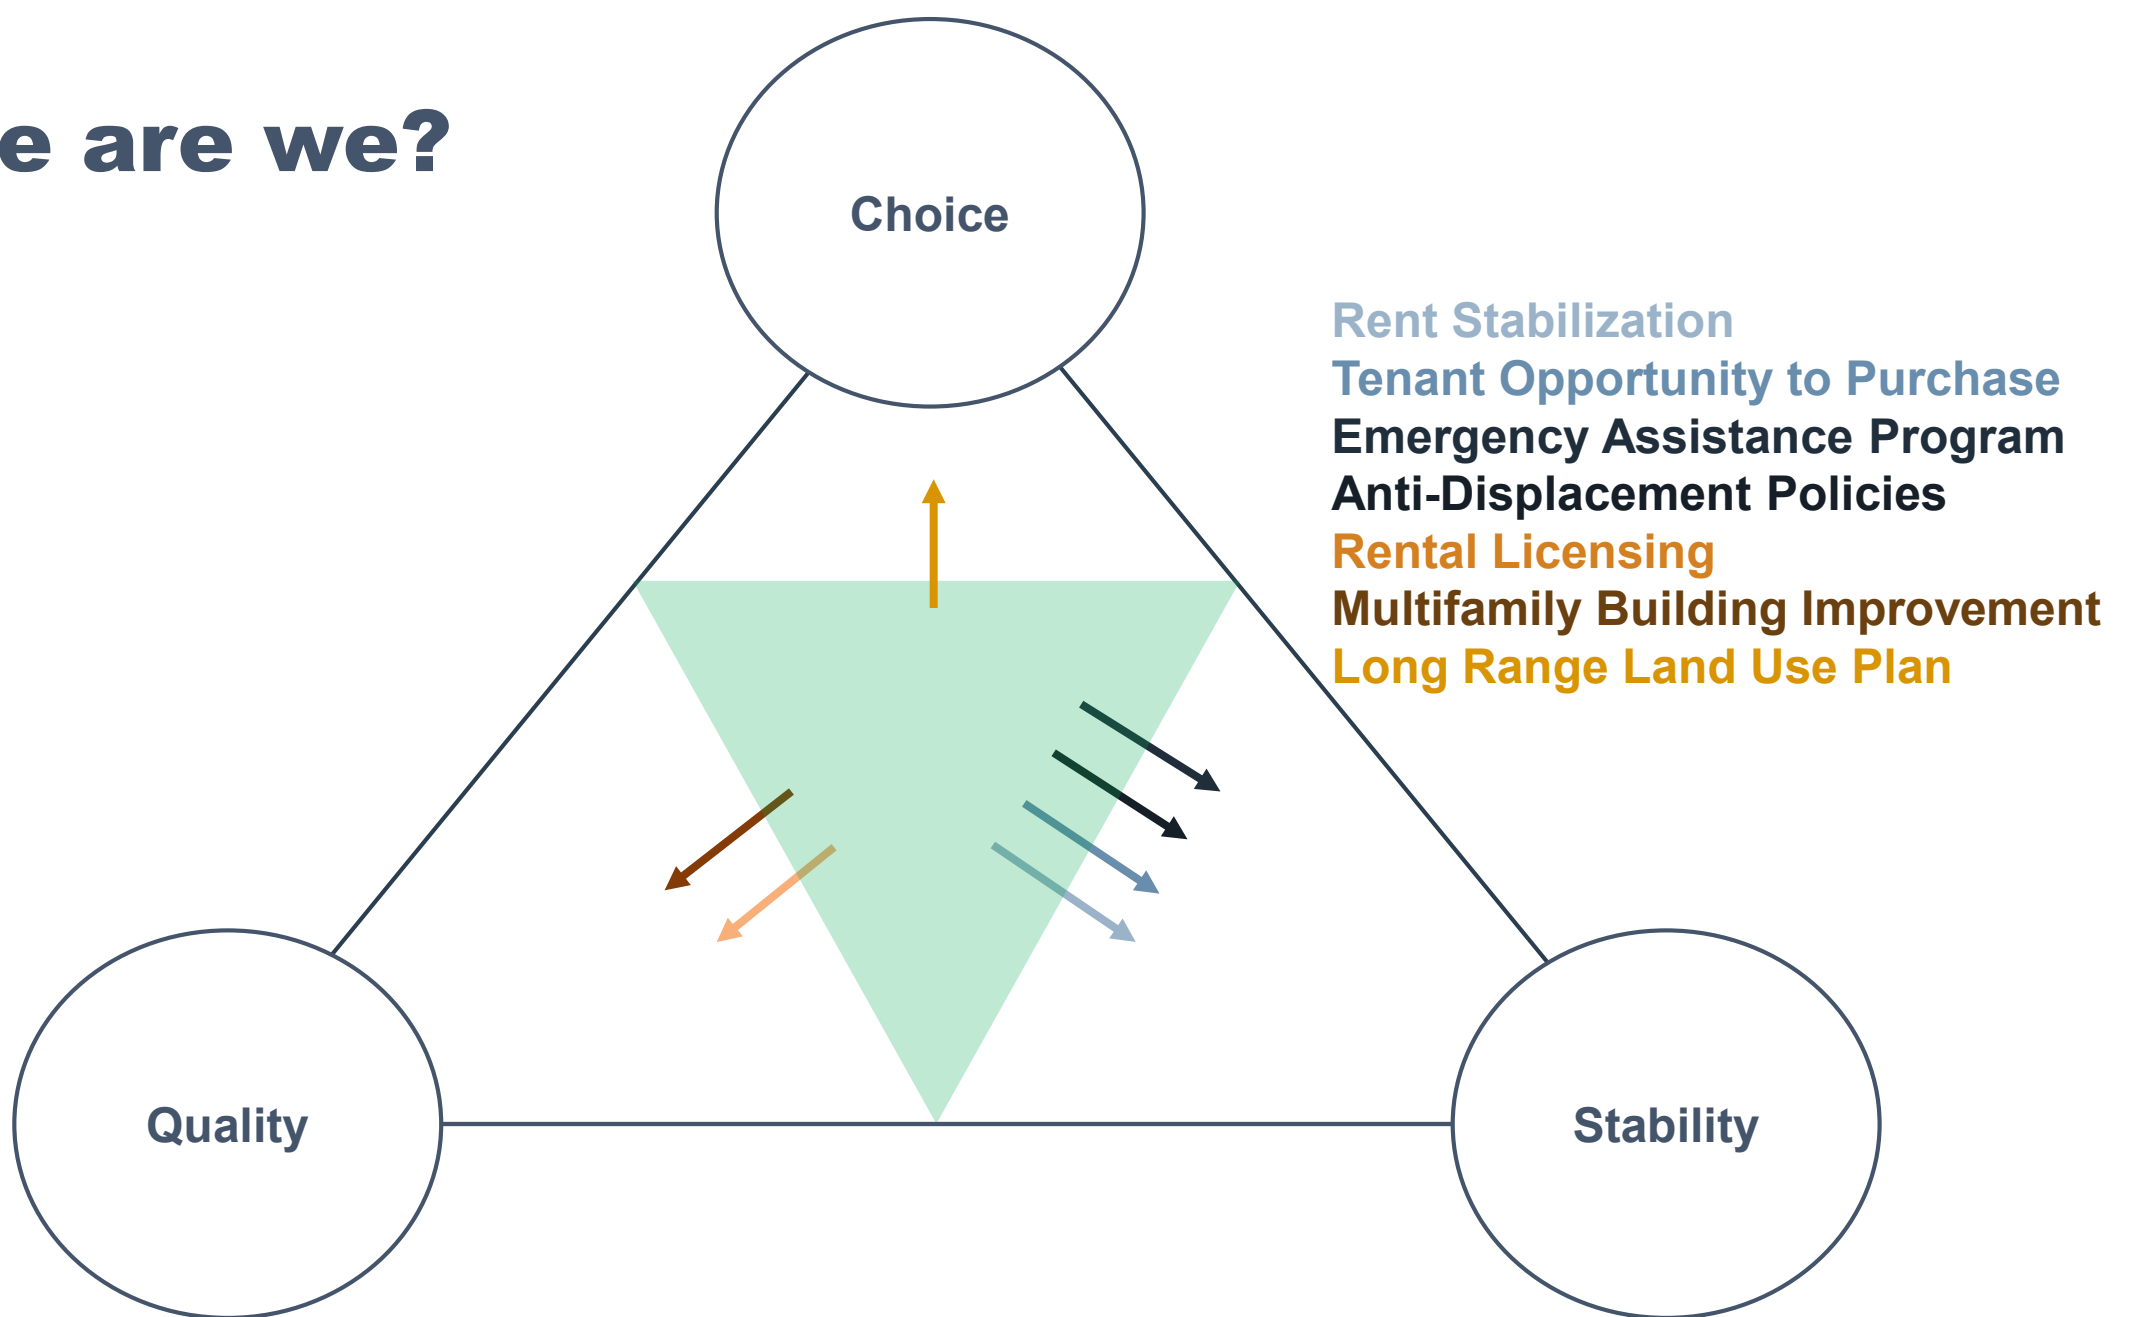 e are we?
Choice
Rent Stabilization
Tenant Opportunity to Purchase
Emergency Assistance Program
Anti-Displacement Policies
Rental Licensing
Multifamily Building Improvement
Long Range Land Use Plan
Quality
Stability